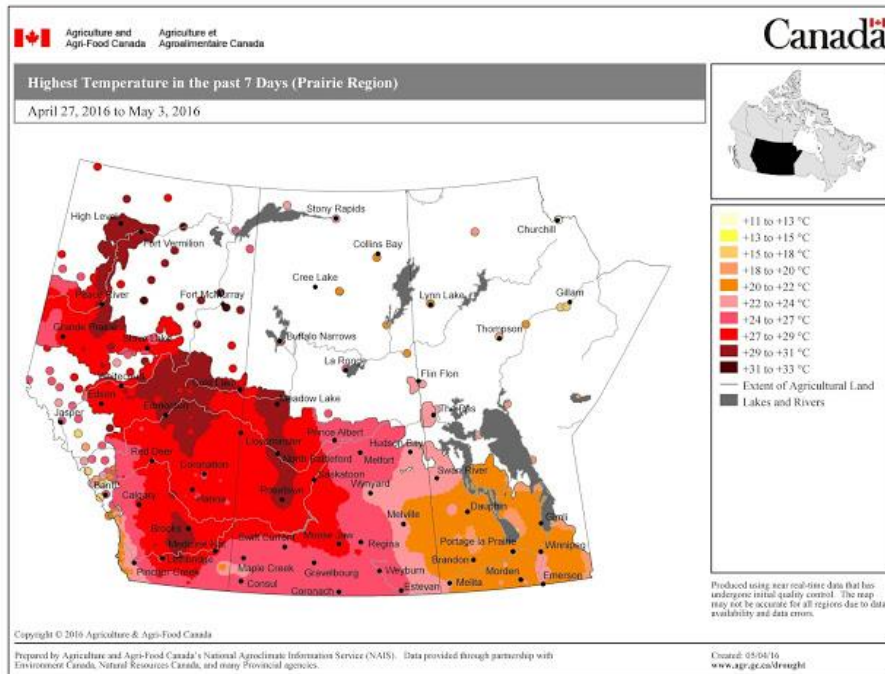 Agriculture and
Agri-Food Canada
Agriculture et
Agroalimentaire Canada
Canada
Highest Temperature in the past 7 Days (Prairie Region)
April 27, 2016 to May 3, 2016
High Level
Fort Vermilion
Stony Rapids
Churchill
Collins Bay
Cree Lake
Peace River
Fort McMurray
Lynn Lake
Gillam
Grande Prairie
Slave Lake
Buffalo Narrows
Thompson
La Ronge
Flin Flon
Whitecourt
Cold Lake
Edson
Meadow Lake
Edmonton
The Pas
Jasper
Lloydminster
Prince Albert
Hudson Bay
Red Deer
North Battleford
Melfort
Coronation
Saskatoon
Swan River
Banff
Hanna
Rosetown
Wynyard
Calgary
Dauphin
Gimli
Brooks
Melville
Medicine Hat
Swift Current
Moose Jaw
Regina
Portage la Prairie
Winnipeg
Lethbridge
Maple Creek
Brandon
Pincher Creek
Gravelbourg
Weyburn
Consul
Morden
Melita
Emerson
Coronach
Estevan
+11 to +13 °C
+13 to +15 °C
+15 to +18 °C
+18 to +20 °C
+20 to +22 °C
+22 to +24 °C
+24 to +27 °C
+27 to +29 °C
+29 to +31 °C
+31 to +33 °C
Extent of Agricultural Land
Lakes and Rivers
Produced using near real-time data that has
undergone initial quality control. The map
may not be accurate for all regions due to data
availability and data errors.
Copyright © 2016 Agriculture & Agri-Food Canada
Prepared by Agriculture and Agri-Food Canada's National Agroclimate Information Service (NAIS). Data provided through partnership with
Environment Canada, Natural Resources Canada, and many Provincial agencies.
Created: 05/04/16
www.agr.gc.ca/drought